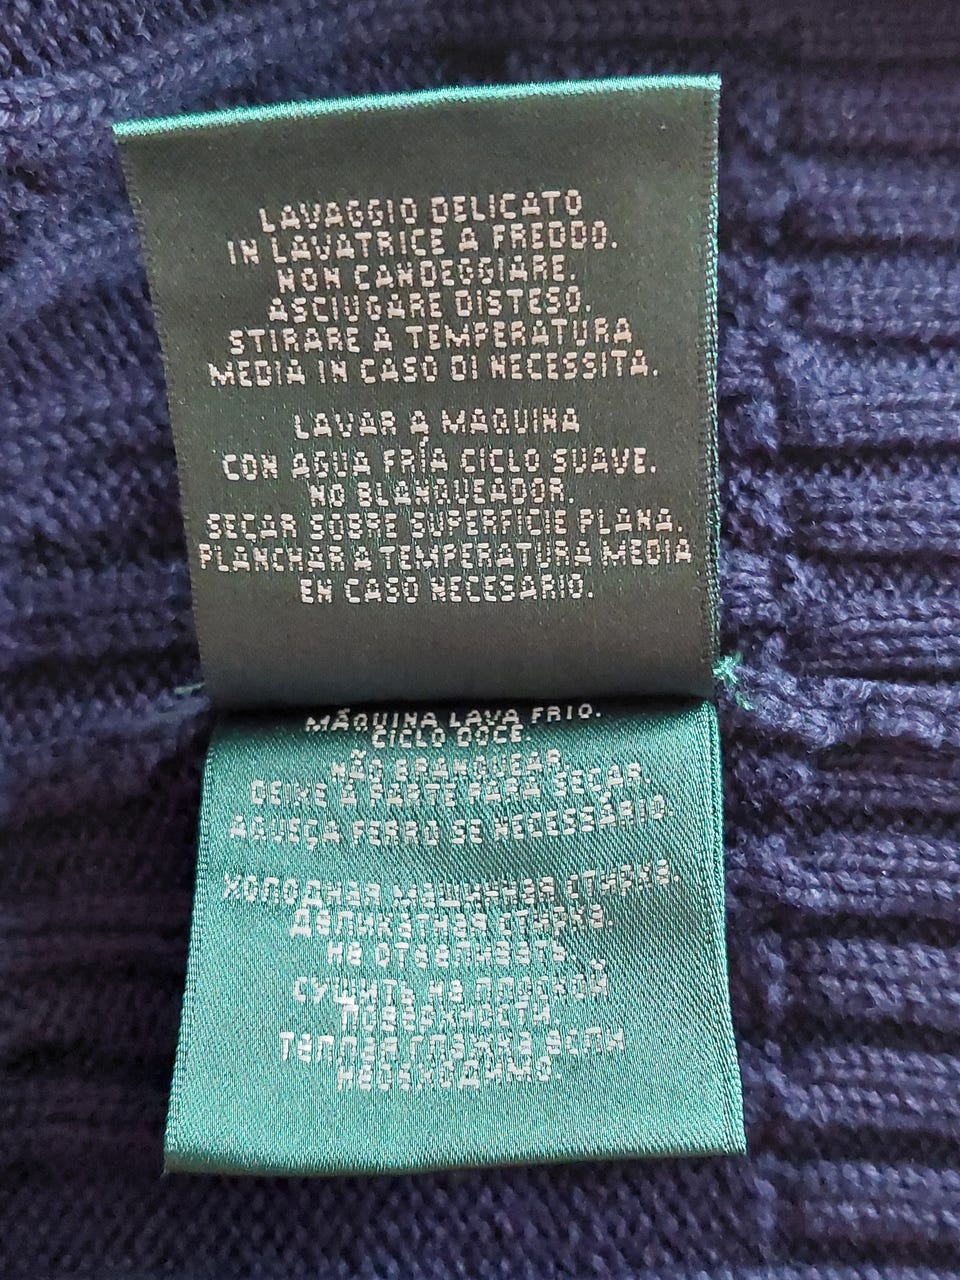 LAVAGGIO DELICATO
IN LAVATRICE A FREDDO.
NON CANDEGGIARE.
ASCIUGARE DISTESO.
STIRARE A TEMPERATURA
MEDIA IN CASO DI NECESSITA.
LAVAR A MAQUINA
CON AGUA FRÍA CICLO SUAVE.
NO BLANQUEADOR.
SECAR SOBRE SUPERFICIE PLANA.
PLANCHAR A TEMPERATURA MEDIA
EN CASO NECESARIO.
MÃQUINA LAVA FRIO.
CICLO DOCE.
NÃO BRANQUEAR.
DEIXE A PARTE PARA SECAR.
AQUEÇA FERRO SE NECESSÁRIO.
ХОЛОДНАЯ МАШИННАЯ СТИРКА.
ДЕЛИКАТНАЯ СТИРКА.
НЕ ОТБЕЛИВАТЬ.
СУШИТЬ НА ПЛОСКОЙ
ПОВЕРХНОСТИ.
ТЕПЛАЯ ГЛАЖКА ЕСЛИ
НЕОБХОДИМО.